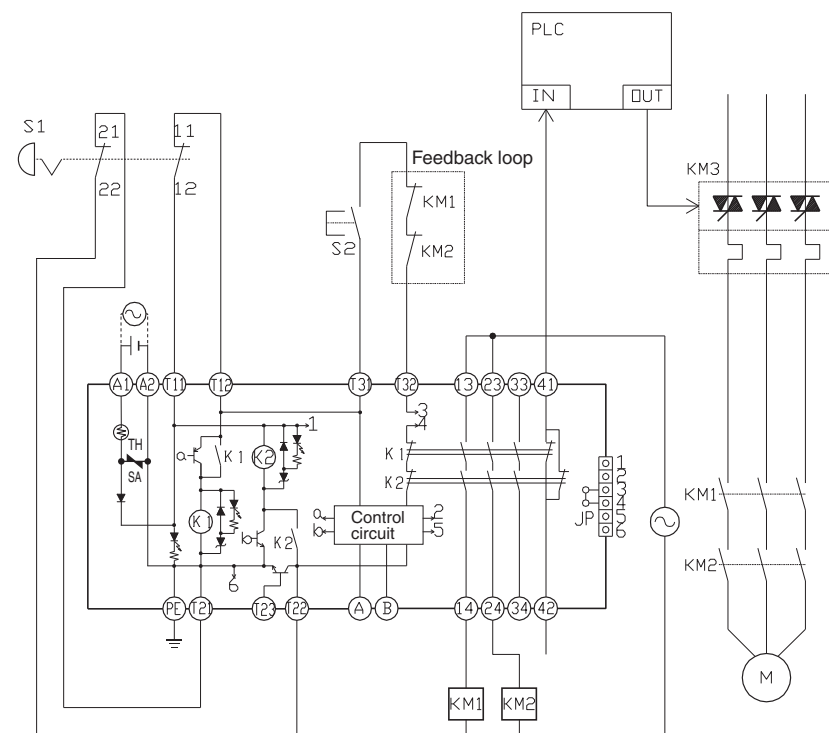 PLC
IN OUT
S1
21 11
22 12
Feedback loop
KM1
KM2
S2
KM3
A1 A2 T11 T12 T31 T32 13 23 33 41
TH
SA
1
3
4
a
K1
K2
K1
K2
K1
b
K2
a
b
Control
circuit
2
5
6
JP
1
2
3
4
5
6
PE T21 T23 T22 A B 14 24 34 42
KM1
KM2
KM1 KM2
M